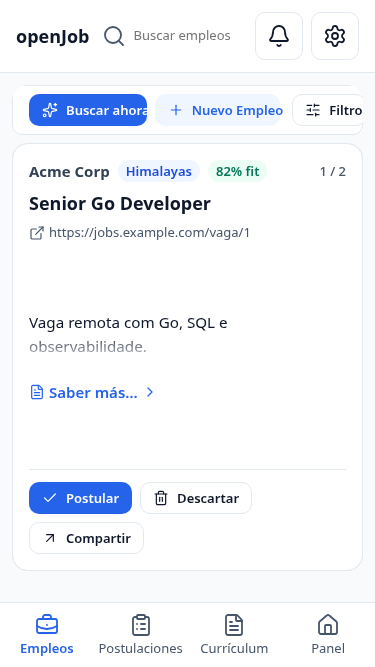 openJob
Buscar empleos
Buscar ahora
Nuevo Empleo
Filtro
Acme Corp Himalayas 82% fit 1 / 2
Senior Go Developer
https://jobs.example.com/vaga/1
Vaga remota com Go, SQL e
observabilidade.
Saber más...
Postular
Descartar
Compartir
Empleos
Postulaciones
Currículum
Panel